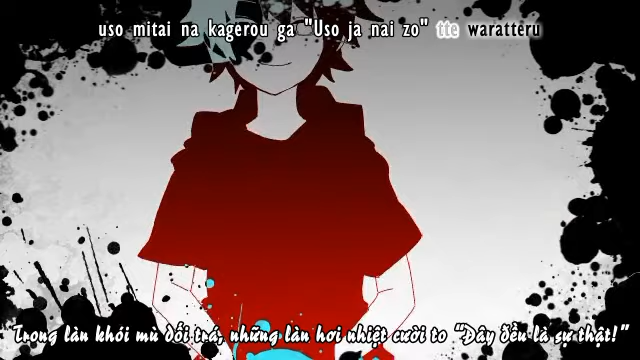 uso mitai na kagerou ga "Uso ja nai zo" tte waratteru
Trong làn khói mù dối trá, những làn hơi nhiệt cười to "Đây đều là sự thật!"